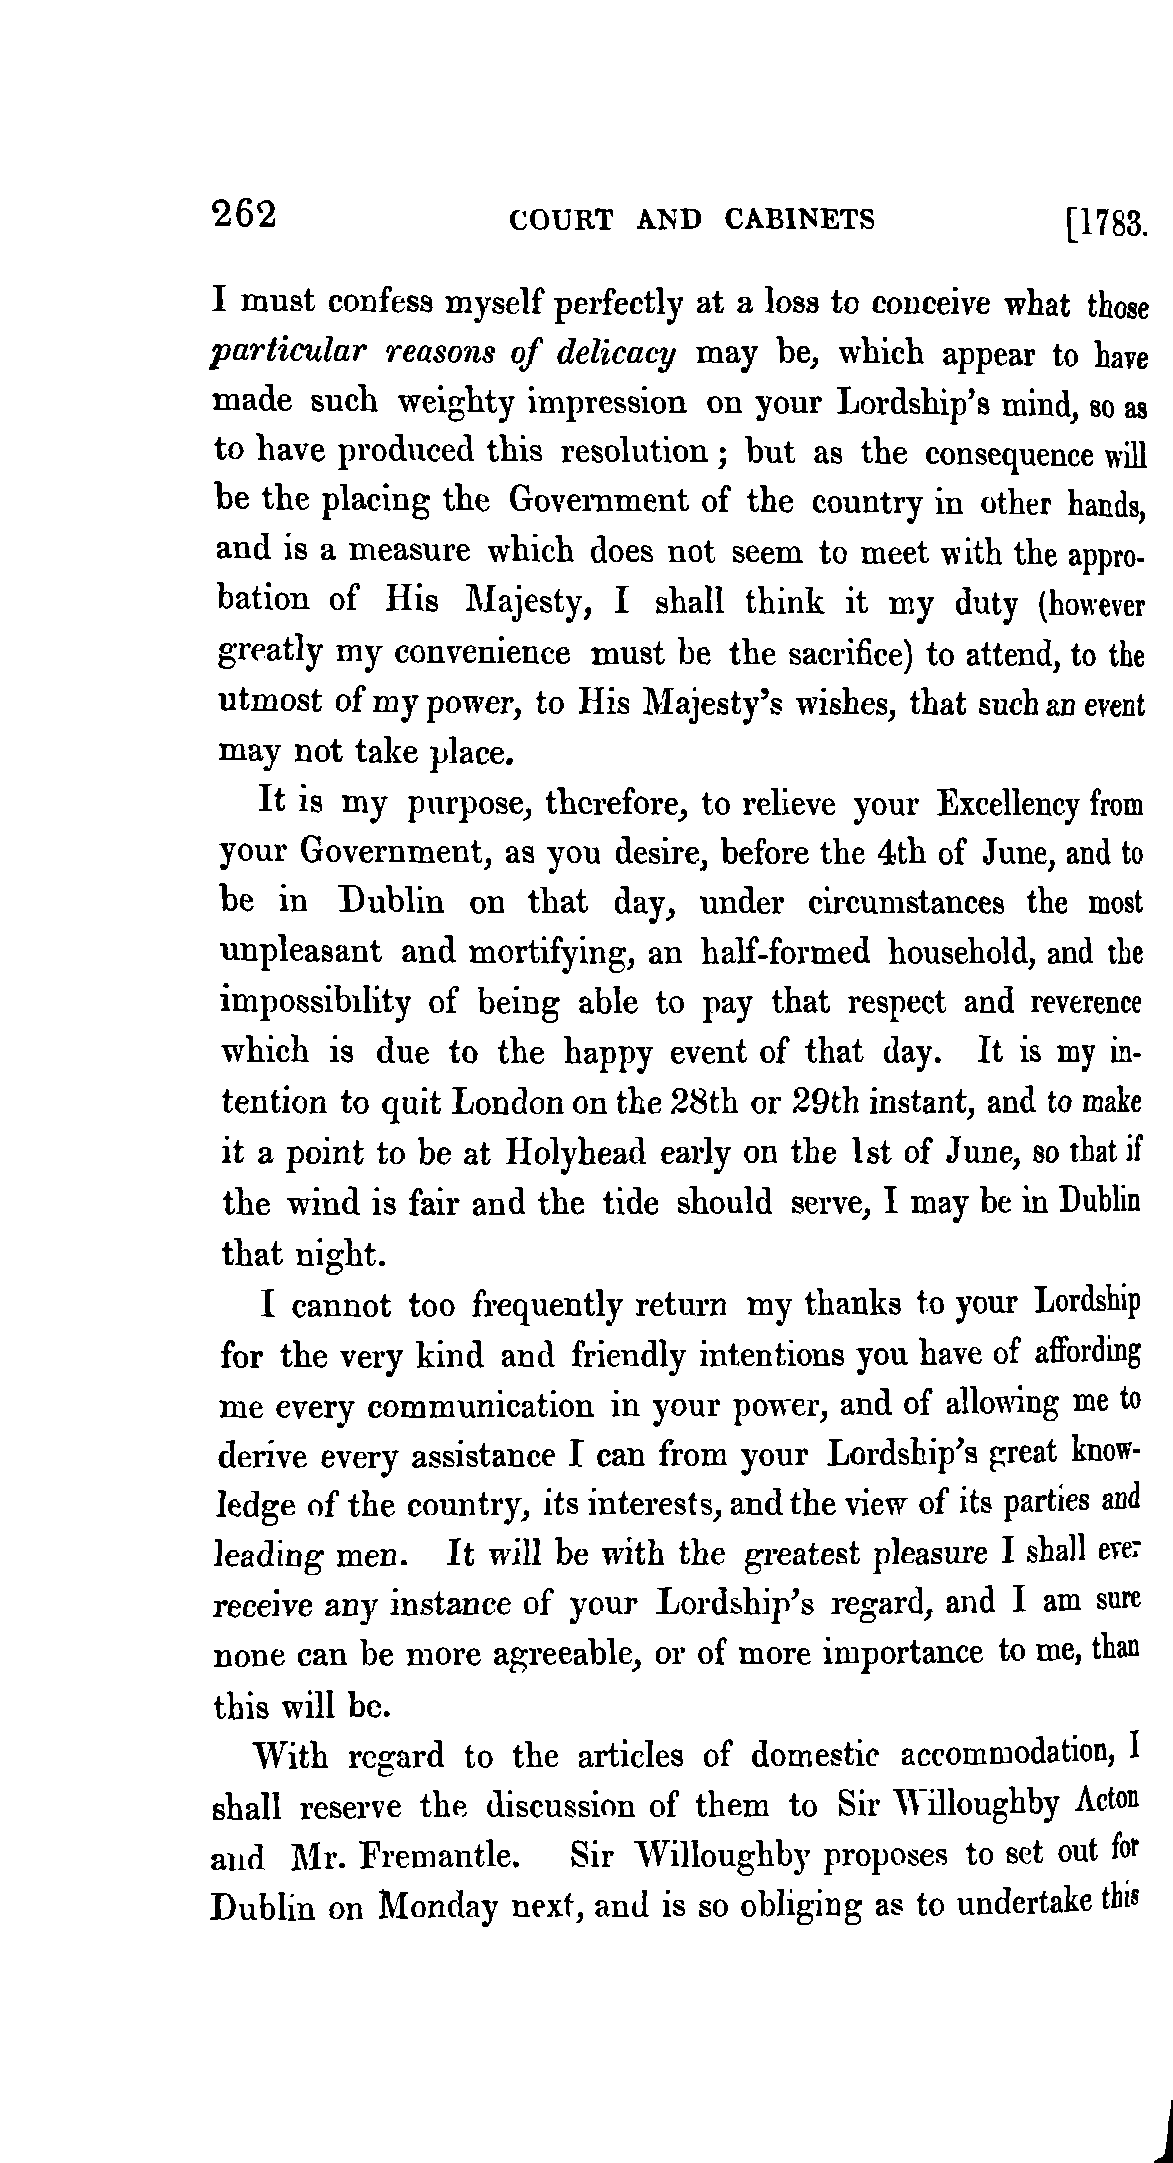 262 COURT AND CABINETS [1783.
I must confess myself perfectly at a loss to conceive what those
particular reasons of delicacy may be, which appear to have
made such weighty impression on your Lordship's mind, so as
to have produced this resolution ; but as the consequence will
be the placing the Government of the country in other hands,
and is a measure which does not seem to meet with the appro-
bation of His Majesty, I shall think it my duty (however
greatly my convenience must be the sacrifice) to attend, to the
utmost of my power, to His Majesty's wishes, that such an event
may not take place.
It is my purpose, therefore, to relieve your Excellency from
your Government, as you desire, before the 4th of June, and to
be in Dublin on that day, under circumstances the most
unpleasant and mortifying, an half-formed household, and the
impossibility of being able to pay that respect and reverence
which is due to the happy event of that day. It is my in-
tention to quit London on the 28th or 29th instant, and to make
it a point to be at Holyhead early on the 1st of June, so that if
the wind is fair and the tide should serve, I may be in Dublin
that night.
I cannot too frequently return my thanks to your Lordship
for the very kind and friendly intentions you have of affording
me every communication in your power, and of allowing me to
derive every assistance I can from your Lordship's great know-
ledge of the country, its interests, and the view of its parties and
leading men. It will be with the greatest pleasure I shall ever
receive any instance of your Lordship's regard, and I am sure
none can be more agreeable, or of more importance to me, than
this will be.
With regard to the articles of domestic accommodation, I
shall reserve the discussion of them to Sir Willoughby Acton
and Mr. Fremantle. Sir Willoughby proposes to set out for
Dublin on Monday next, and is so obliging as to undertake this